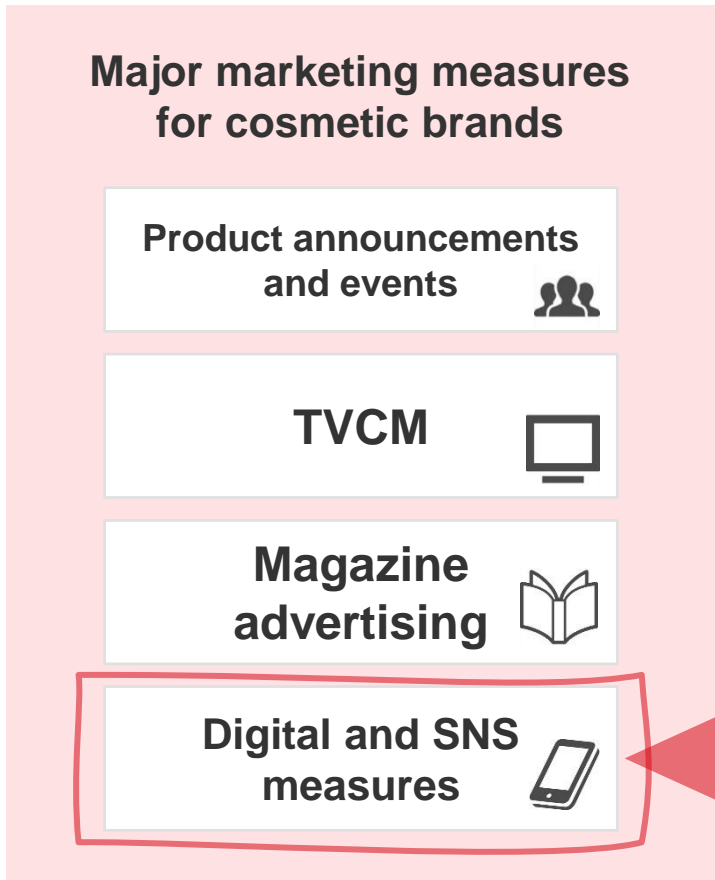 Major marketing measures
for cosmetic brands
Product announcements
and events
TVCM
Magazine
advertising
Digital and SNS
measures